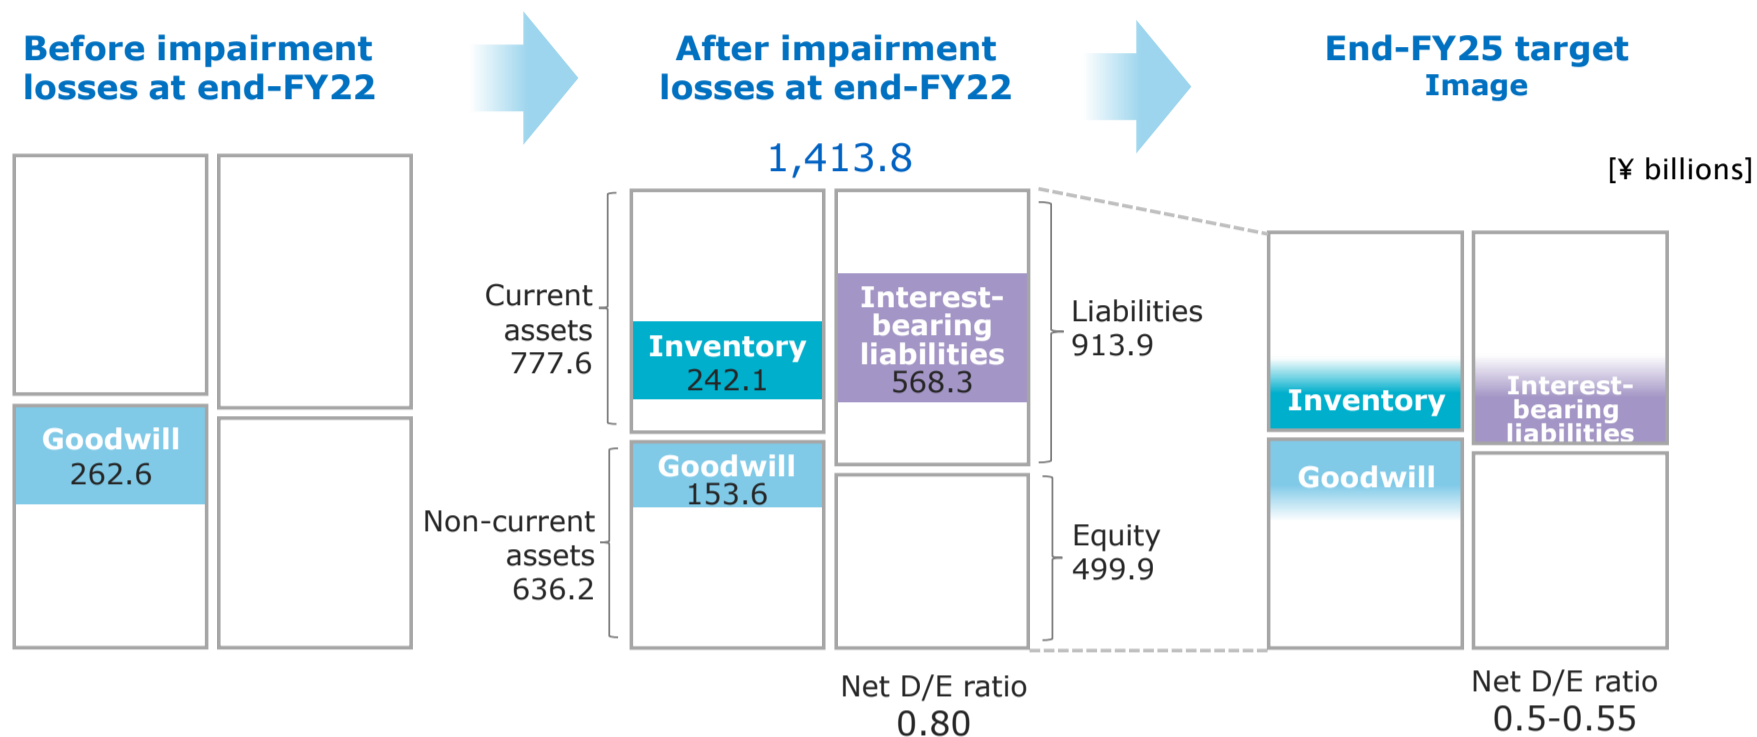 Before impairment
losses at end-FY22
After impairment
losses at end-FY22
End-FY25 target
Image
[¥ billions]
Goodwill
262.6
1,413.8
Current
assets
777.6
Non-current
assets
636.2
Inventory
242.1
Goodwill
153.6
Interest-
bearing
liabilities
568.3
Liabilities
913.9
Equity
499.9
Net D/E ratio
0.80
Inventory
Goodwill
Interest-
bearing
liabilities
Net D/E ratio
0.5-0.55